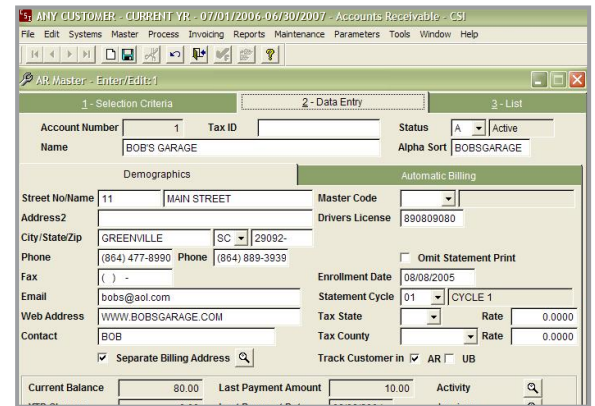 ANY CUSTOMER - CURRENT YR - 07/01/2006-06/30/2007 - Accounts Receivable - CSI
File Edit Systems Master Process Invoicing Reports Maintenance Parameters Tools Window Help
AR Master - Enter/Edit:1
1 - Selection Criteria 2 - Data Entry 3 - List
Account Number 1 Tax ID Status A Active
Name BOB'S GARAGE Alpha Sort BOBSGARAGE
Demographics Automatic Billing
Street No/Name 11 MAIN STREET Master Code
Address2 Drivers License 890809080
City/State/Zip GREENVILLE SC 29092-
Phone (864) 477-8990 Phone (864) 889-3939 Omit Statement Print
Fax ( ) - Enrollment Date 08/08/2005
Email bobs@aol.com Statement Cycle 01 CYCLE 1
Web Address WWW.BOBSGARAGE.COM Tax State Rate 0.0000
Contact BOB Tax County Rate 0.0000
Separate Billing Address Track Customer in AR UB
Current Balance 80.00 Last Payment Amount 10.00 Activity